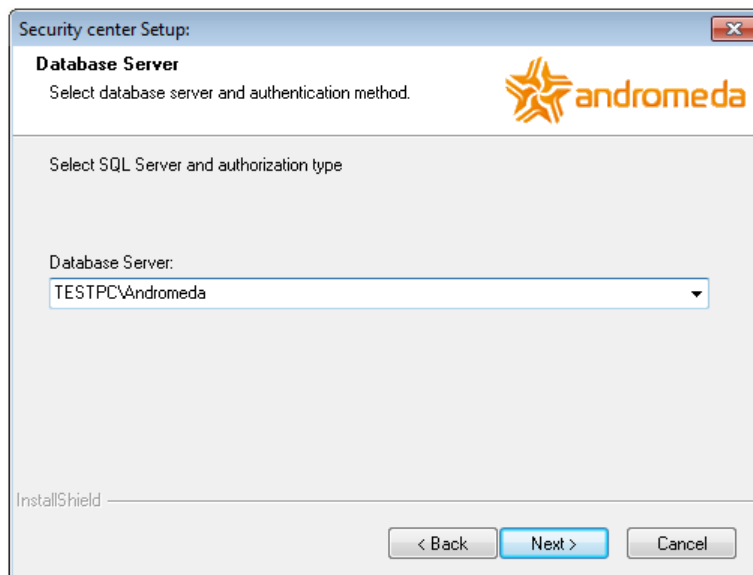 Security center Setup:
Database Server
Select database server and authentication method.
andromeda
Select SQL Server and authorization type
Database Server:
TESTPC\Andromeda
InstallShield
< Back
Next >
Cancel